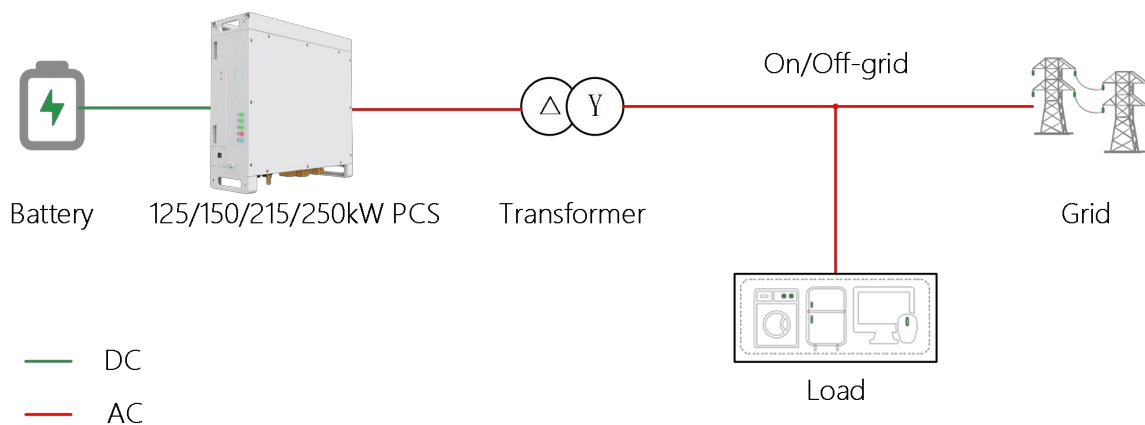 On/Off-grid
△ Y
Battery
125/150/215/250kW PCS
Transformer
Grid
Load
DC
AC